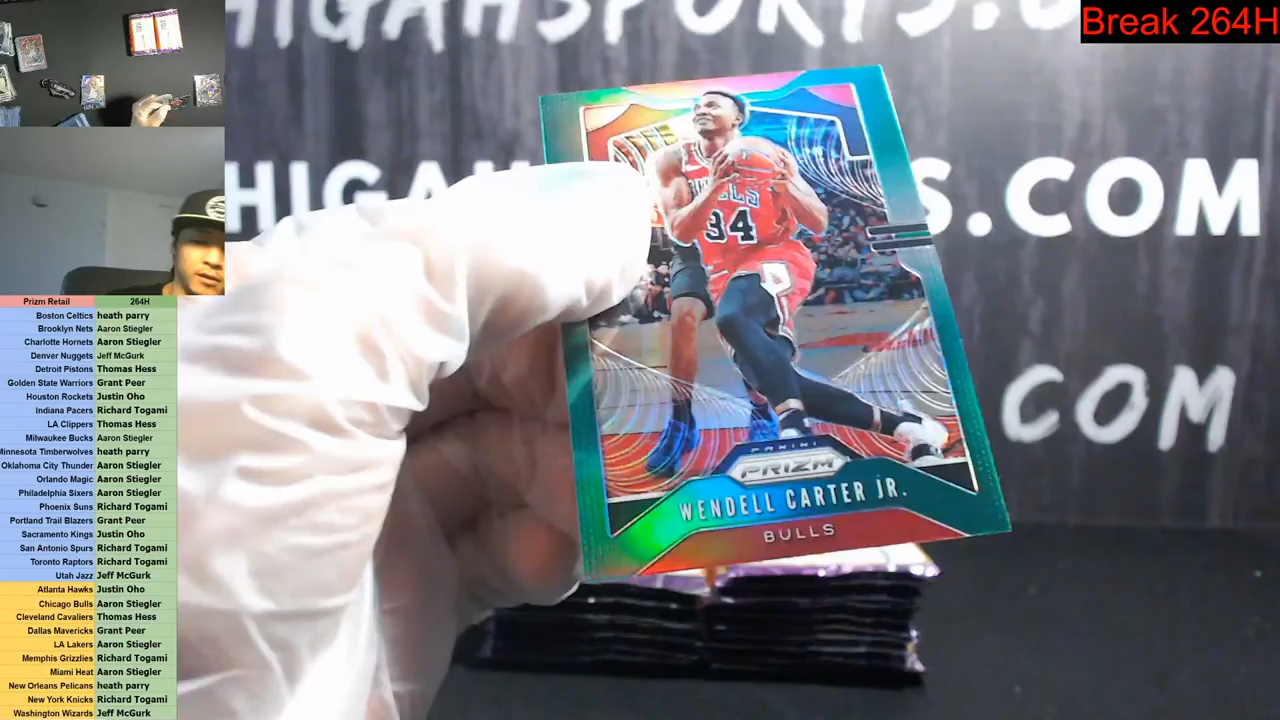 HIGAHSPORTS.C
Break 264H
HIGAH S.COM
COM
BULLS
34
PANINI
PRIZM
WENDELL CARTER JR.
BULLS
Prizm Retail 264H
Boston Celtics heath parry
Brooklyn Nets Aaron Stiegler
Charlotte Hornets Aaron Stiegler
Denver Nuggets Jeff McGurk
Detroit Pistons Thomas Hess
Golden State Warriors Grant Peer
Houston Rockets Justin Oho
Indiana Pacers Richard Togami
LA Clippers Thomas Hess
Milwaukee Bucks Aaron Stiegler
Minnesota Timberwolves heath parry
Oklahoma City Thunder Aaron Stiegler
Orlando Magic Aaron Stiegler
Philadelphia Sixers Aaron Stiegler
Phoenix Suns Richard Togami
Portland Trail Blazers Grant Peer
Sacramento Kings Justin Oho
San Antonio Spurs Richard Togami
Toronto Raptors Richard Togami
Utah Jazz Jeff McGurk
Atlanta Hawks Justin Oho
Chicago Bulls Aaron Stiegler
Cleveland Cavaliers Thomas Hess
Dallas Mavericks Grant Peer
LA Lakers Aaron Stiegler
Memphis Grizzlies Richard Togami
Miami Heat Aaron Stiegler
New Orleans Pelicans heath parry
New York Knicks Richard Togami
Washington Wizards Jeff McGurk